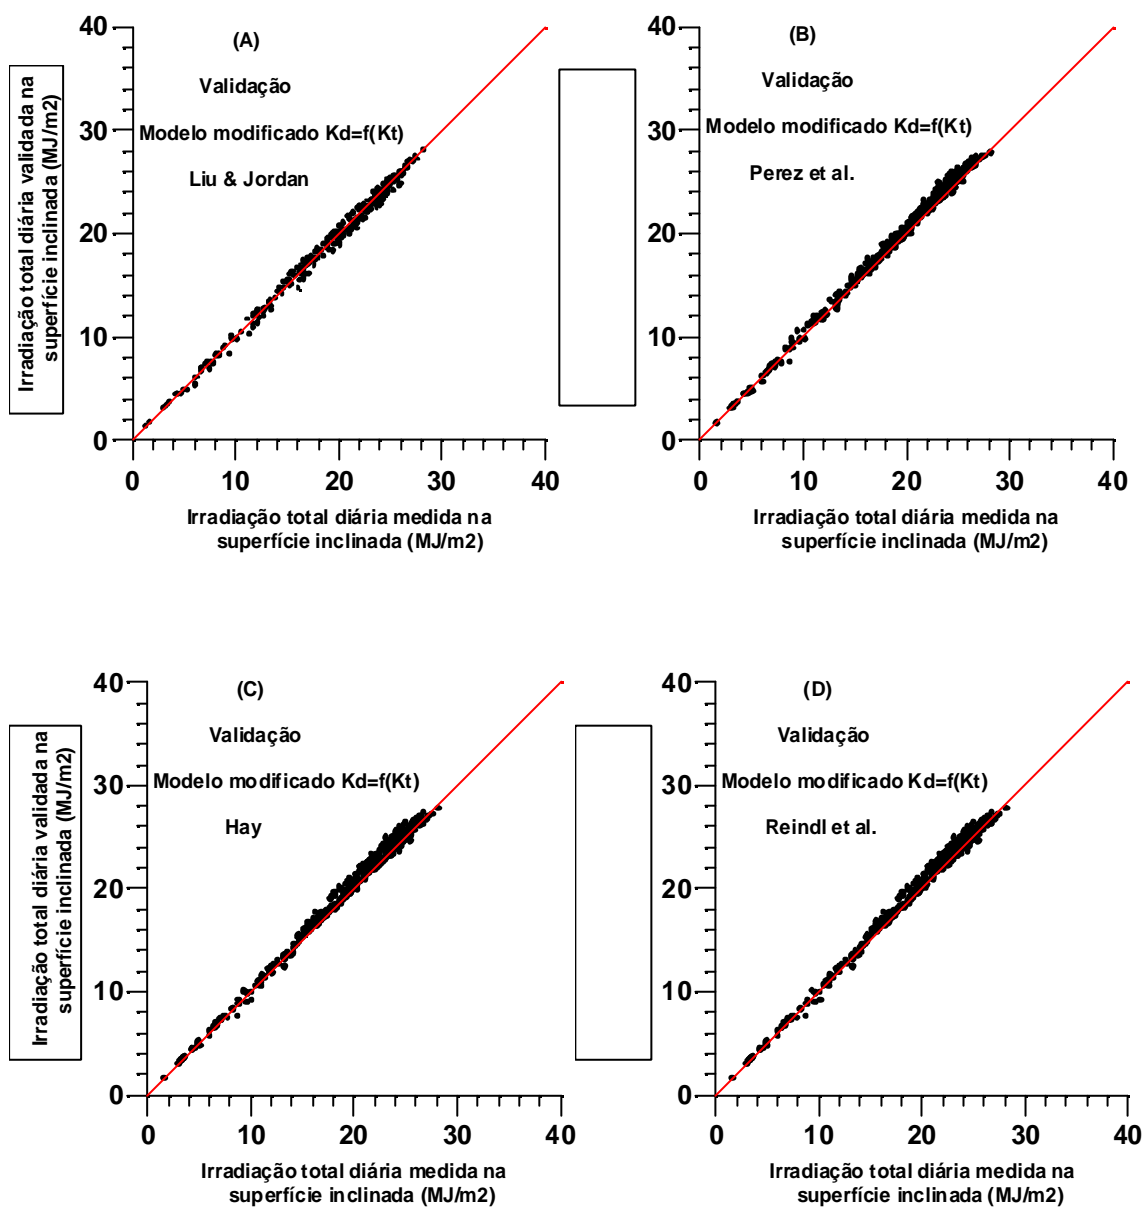 40
30
20
10
0
Irradiação total diária validada na
superfície inclinada (MJ/m2)
(A)
Validação
Modelo modificado Kd=f(Kt)
Liu & Jordan
0 10 20 30 40
Irradiação total diária medida na
superfície inclinada (MJ/m2)
40
30
20
10
0
(B)
Validação
Modelo modificado Kd=f(Kt)
Perez et al.
0 10 20 30 40
Irradiação total diária medida na
superfície inclinada (MJ/m2)
40
30
20
10
0
Irradiação total diária validada na
superfície inclinada (MJ/m2)
(C)
Validação
Modelo modificado Kd=f(Kt)
Hay
0 10 20 30 40
Irradiação total diária medida na
superfície inclinada (MJ/m2)
40
30
20
10
0
(D)
Validação
Modelo modificado Kd=f(Kt)
Reindl et al.
0 10 20 30 40
Irradiação total diária medida na
superfície inclinada (MJ/m2)